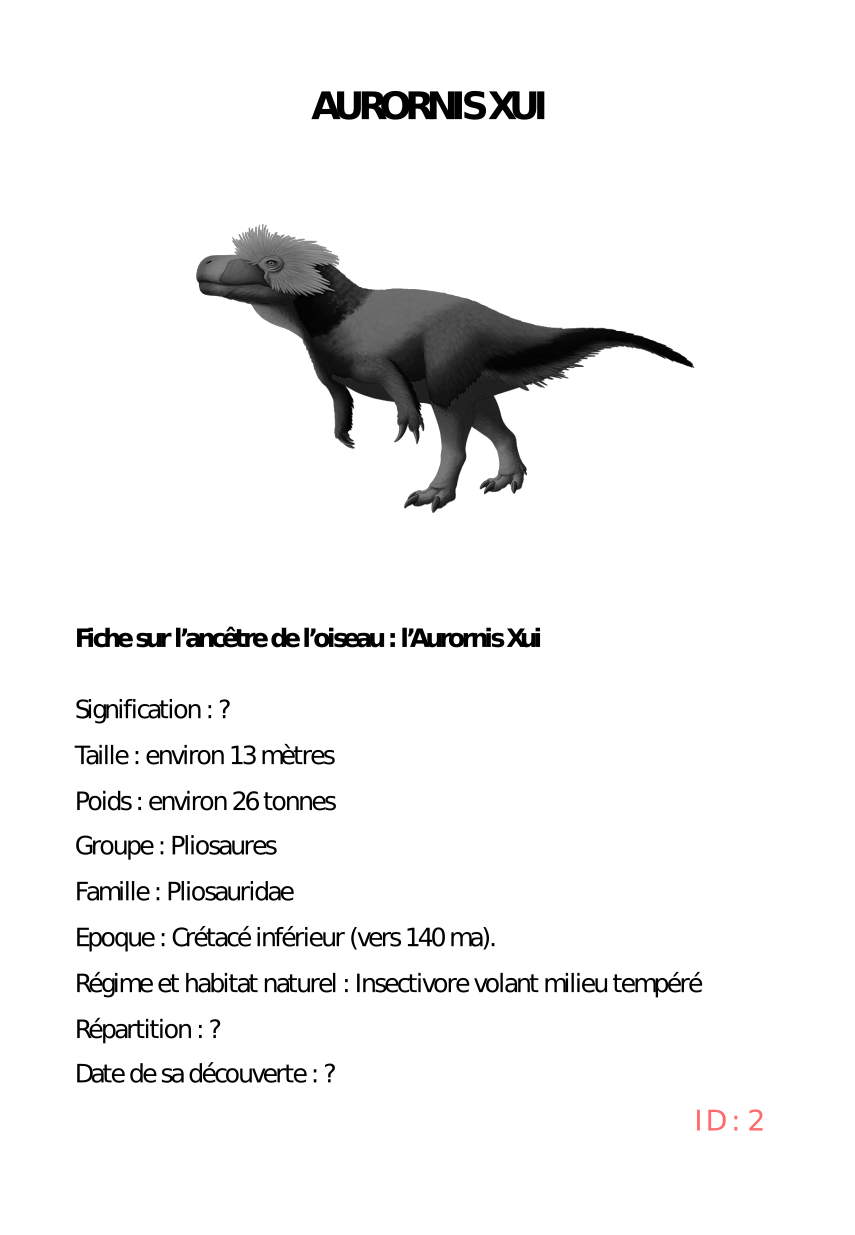 AURORNIS XUI
Fiche sur l’ancêtre de l’oiseau : l’Aurornis Xui
Signification : ?
Taille : environ 13 mètres
Poids : environ 26 tonnes
Groupe : Pliosaures
Famille : Pliosauridae
Epoque : Crétacé inférieur (vers 140 ma).
Régime et habitat naturel : Insectivore volant milieu tempéré
Répartition : ?
Date de sa découverte : ?
ID : 2